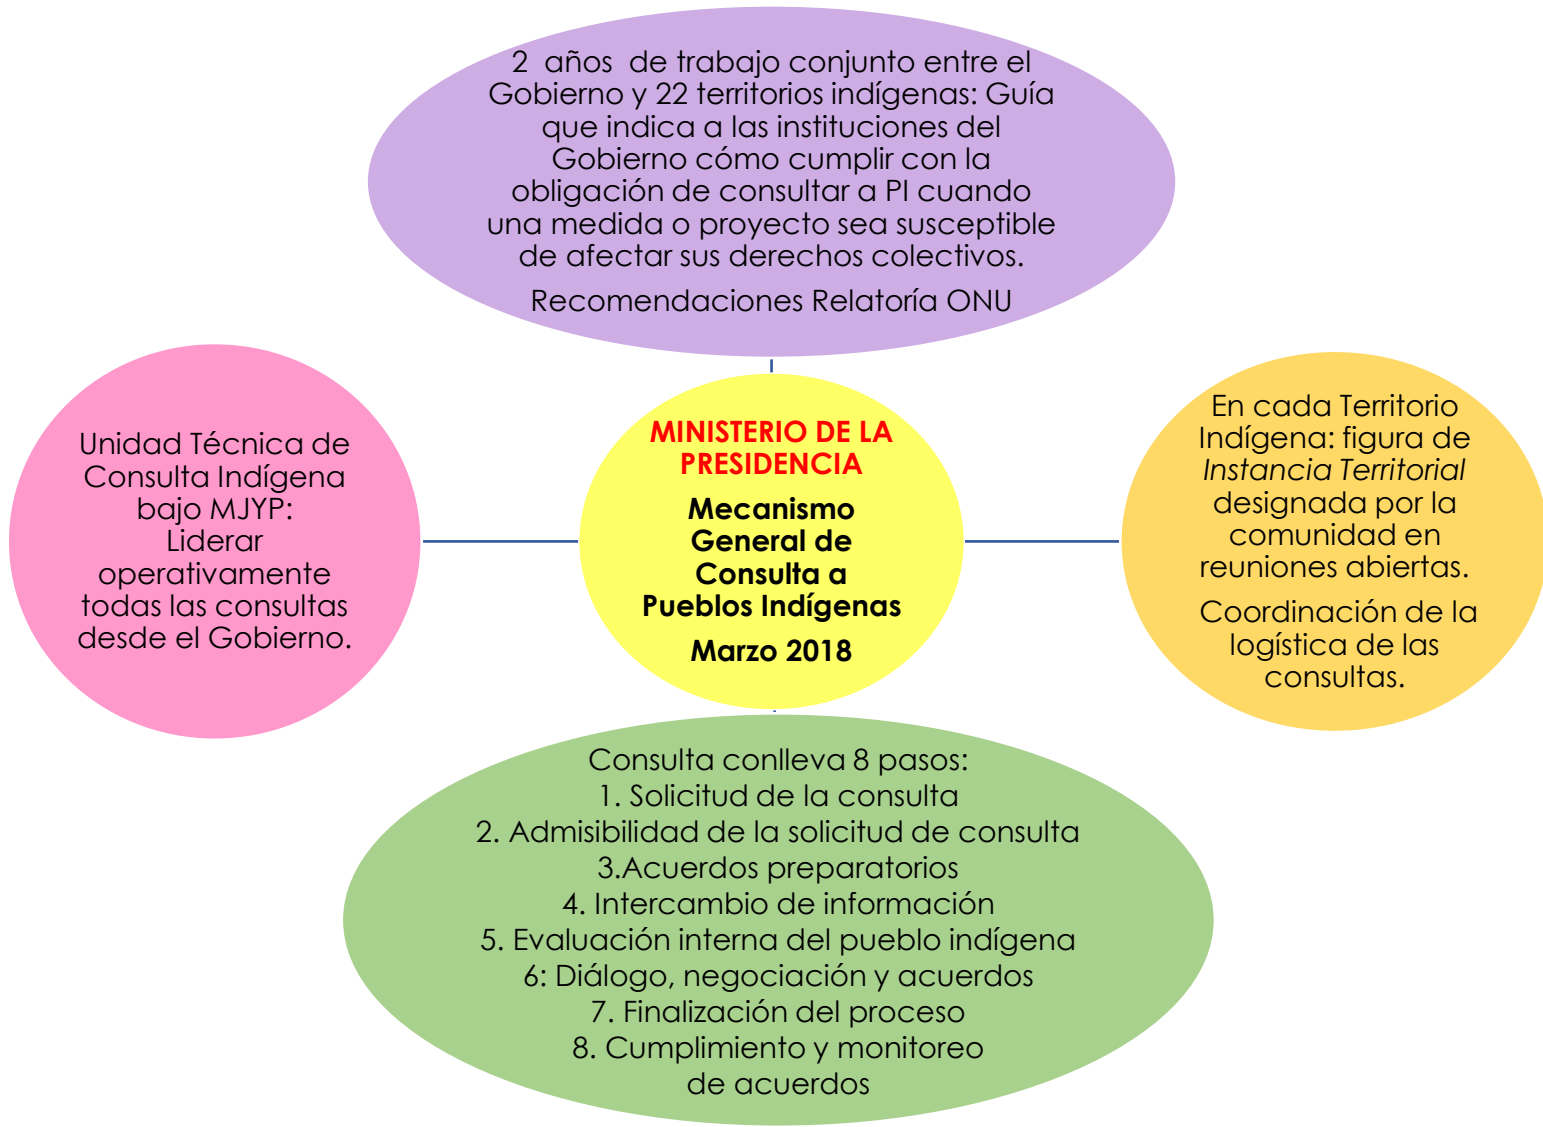 2 años de trabajo conjunto entre el
Gobierno y 22 territorios indígenas: Guía
que indica a las instituciones del
Gobierno cómo cumplir con la
obligación de consultar a PI cuando
una medida o proyecto sea susceptible
de afectar sus derechos colectivos.
Recomendaciones Relatoría ONU
Unidad Técnica de
Consulta Indígena
bajo MJYP:
Liderar
operativamente
todas las consultas
desde el Gobierno.
MINISTERIO DE LA
PRESIDENCIA
Mecanismo
General de
Consulta a
Pueblos Indígenas
Marzo 2018
En cada Territorio
Indígena: figura de
Instancia Territorial
designada por la
comunidad en
reuniones abiertas.
Coordinación de la
logística de las
consultas.
Consulta conlleva 8 pasos:
1. Solicitud de la consulta
2. Admisibilidad de la solicitud de consulta
3.Acuerdos preparatorios
4. Intercambio de información
5. Evaluación interna del pueblo indígena
6: Diálogo, negociación y acuerdos
7. Finalización del proceso
8. Cumplimiento y monitoreo
de acuerdos